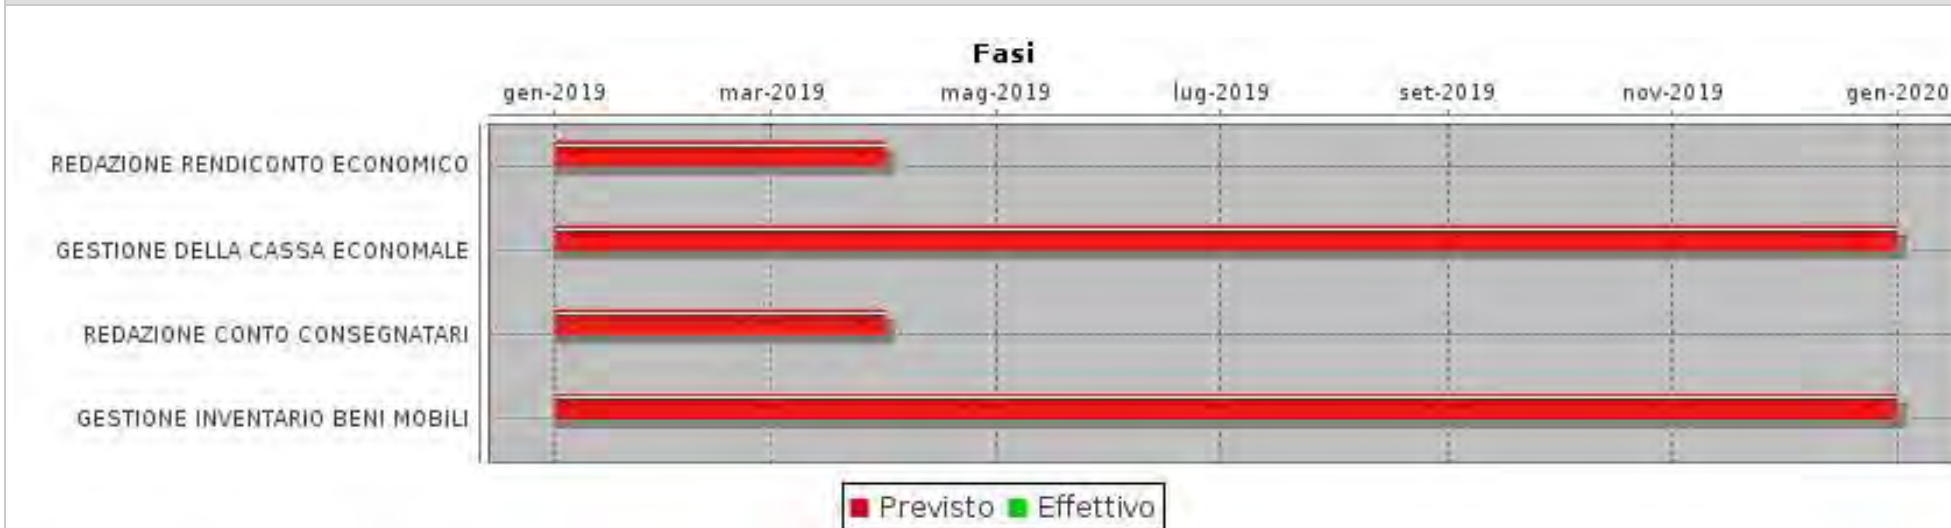 Fasi
gen-2019 mar-2019 mag-2019 lug-2019 set-2019 nov-2019 gen-2020
REDAZIONE RENDICONTO ECONOMICO
GESTIONE DELLA CASSA ECONOMALE
REDAZIONE CONTO CONSEGNATARI
GESTIONE INVENTARIO BENI MOBILI
Previsto Effettivo